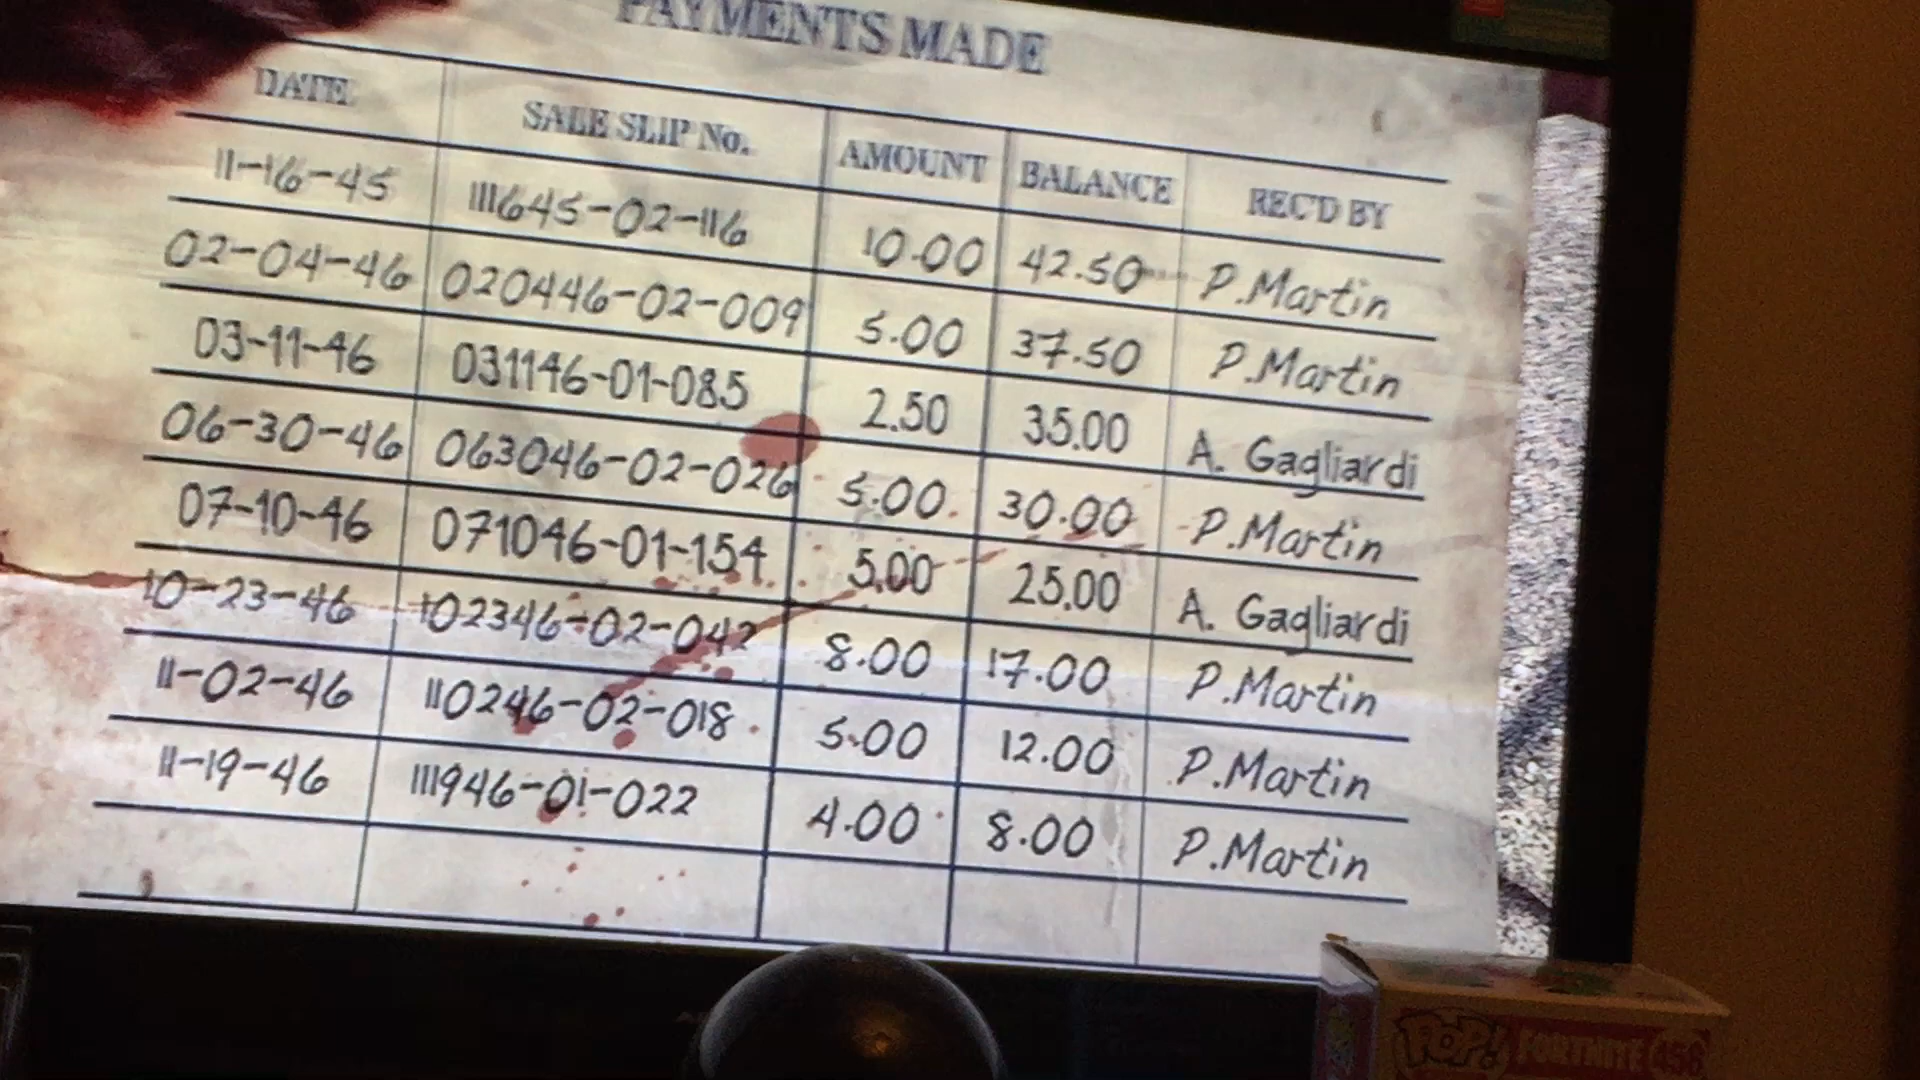 PAYMENTS MADE
DATE SALE SLIP No. AMOUNT BALANCE REC'D BY
11-16-45 111645-02-116 10.00 42.50 P.Martin
02-04-46 020446-02-009 5.00 37.50 P.Martin
03-11-46 031146-01-085 2.50 35.00 A. Gagliardi
06-30-46 063046-02-026 5.00 30.00 P.Martin
07-10-46 071046-01-154 5.00 25.00 A. Gagliardi
10-23-46 102346-02-042 8.00 17.00 P.Martin
11-02-46 110246-02-018 5.00 12.00 P.Martin
11-19-46 111946-01-022 4.00 8.00 P.Martin
POP! FORTNITE 456